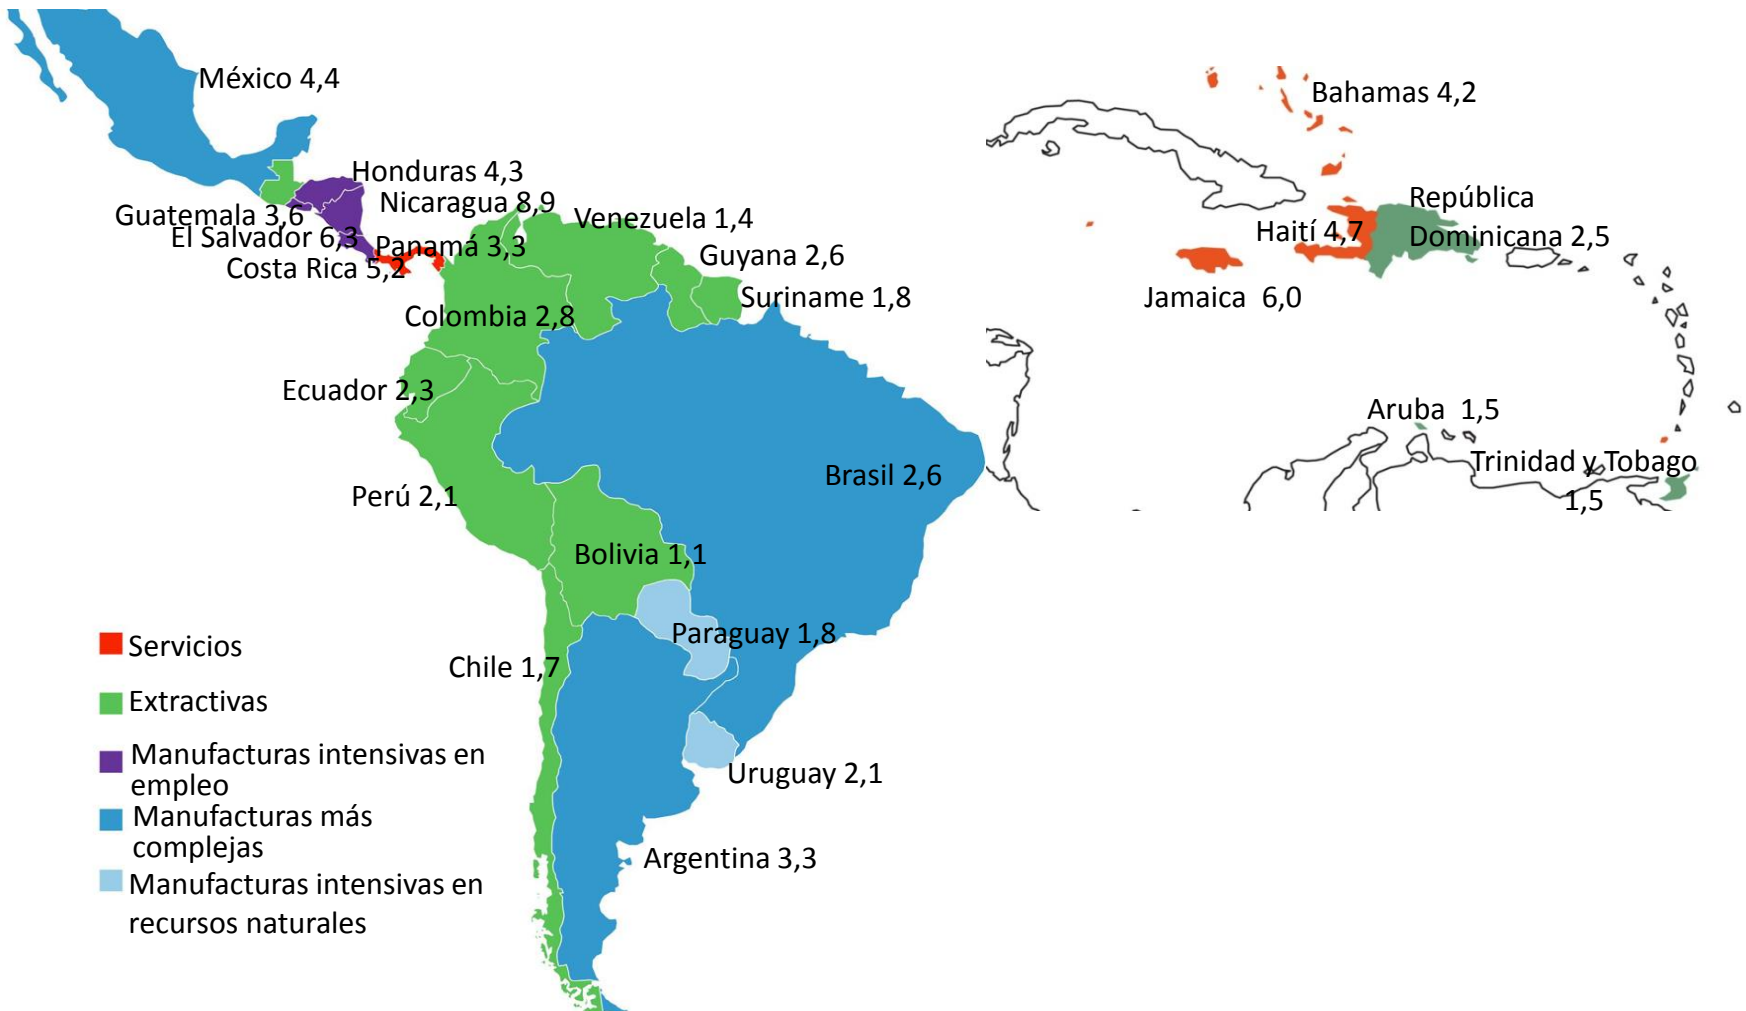 México 4,4
Honduras 4,3
Nicaragua 8,9
Guatemala 3,6
El Salvador 6,3
Panamá 3,3
Costa Rica 5,2
Venezuela 1,4
Guyana 2,6
Suriname 1,8
Colombia 2,8
Ecuador 2,3
Perú 2,1
Brasil 2,6
Bolivia 1,1
Paraguay 1,8
Chile 1,7
Uruguay 2,1
Argentina 3,3
Bahamas 4,2
República
Dominicana 2,5
Haití 4,7
Jamaica 6,0
Aruba 1,5
Trinidad y Tobago
1,5
Servicios
Extractivas
Manufacturas intensivas en
empleo
Manufacturas más
complejas
Manufacturas intensivas en
recursos naturales